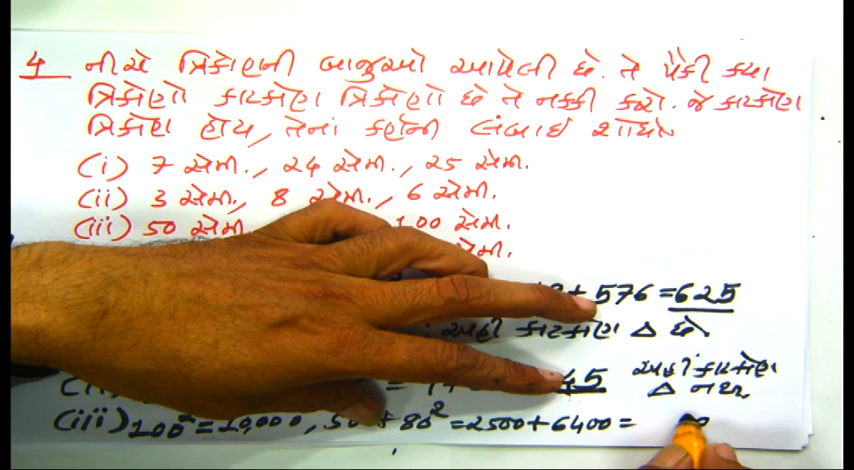 4 નીચે ત્રિકોણની બાજુઓ આપેલી છે. તે પૈકી ક્યા
ત્રિકોણો કાટકોણ ત્રિકોણો છે તે નક્કી કરો. જે કાટકોણ
ત્રિકોણ હોય, તેના કર્ણની લંબાઇ શોધો
(i) 7 સેમી., 24 સેમી., 25 સેમી.
(ii) 3 સેમી, 8 સેમી., 6 સેમી.
(iii) 50 સેમી. 100 સેમી.
સેમી.
+ 576 = 625
અહી કાટકોણ Δ છે.
= 45 અહીં કાટકોણ
Δ નથી
(iii) 100² = 10,000, 50 + 80² = 2500 + 6400 =